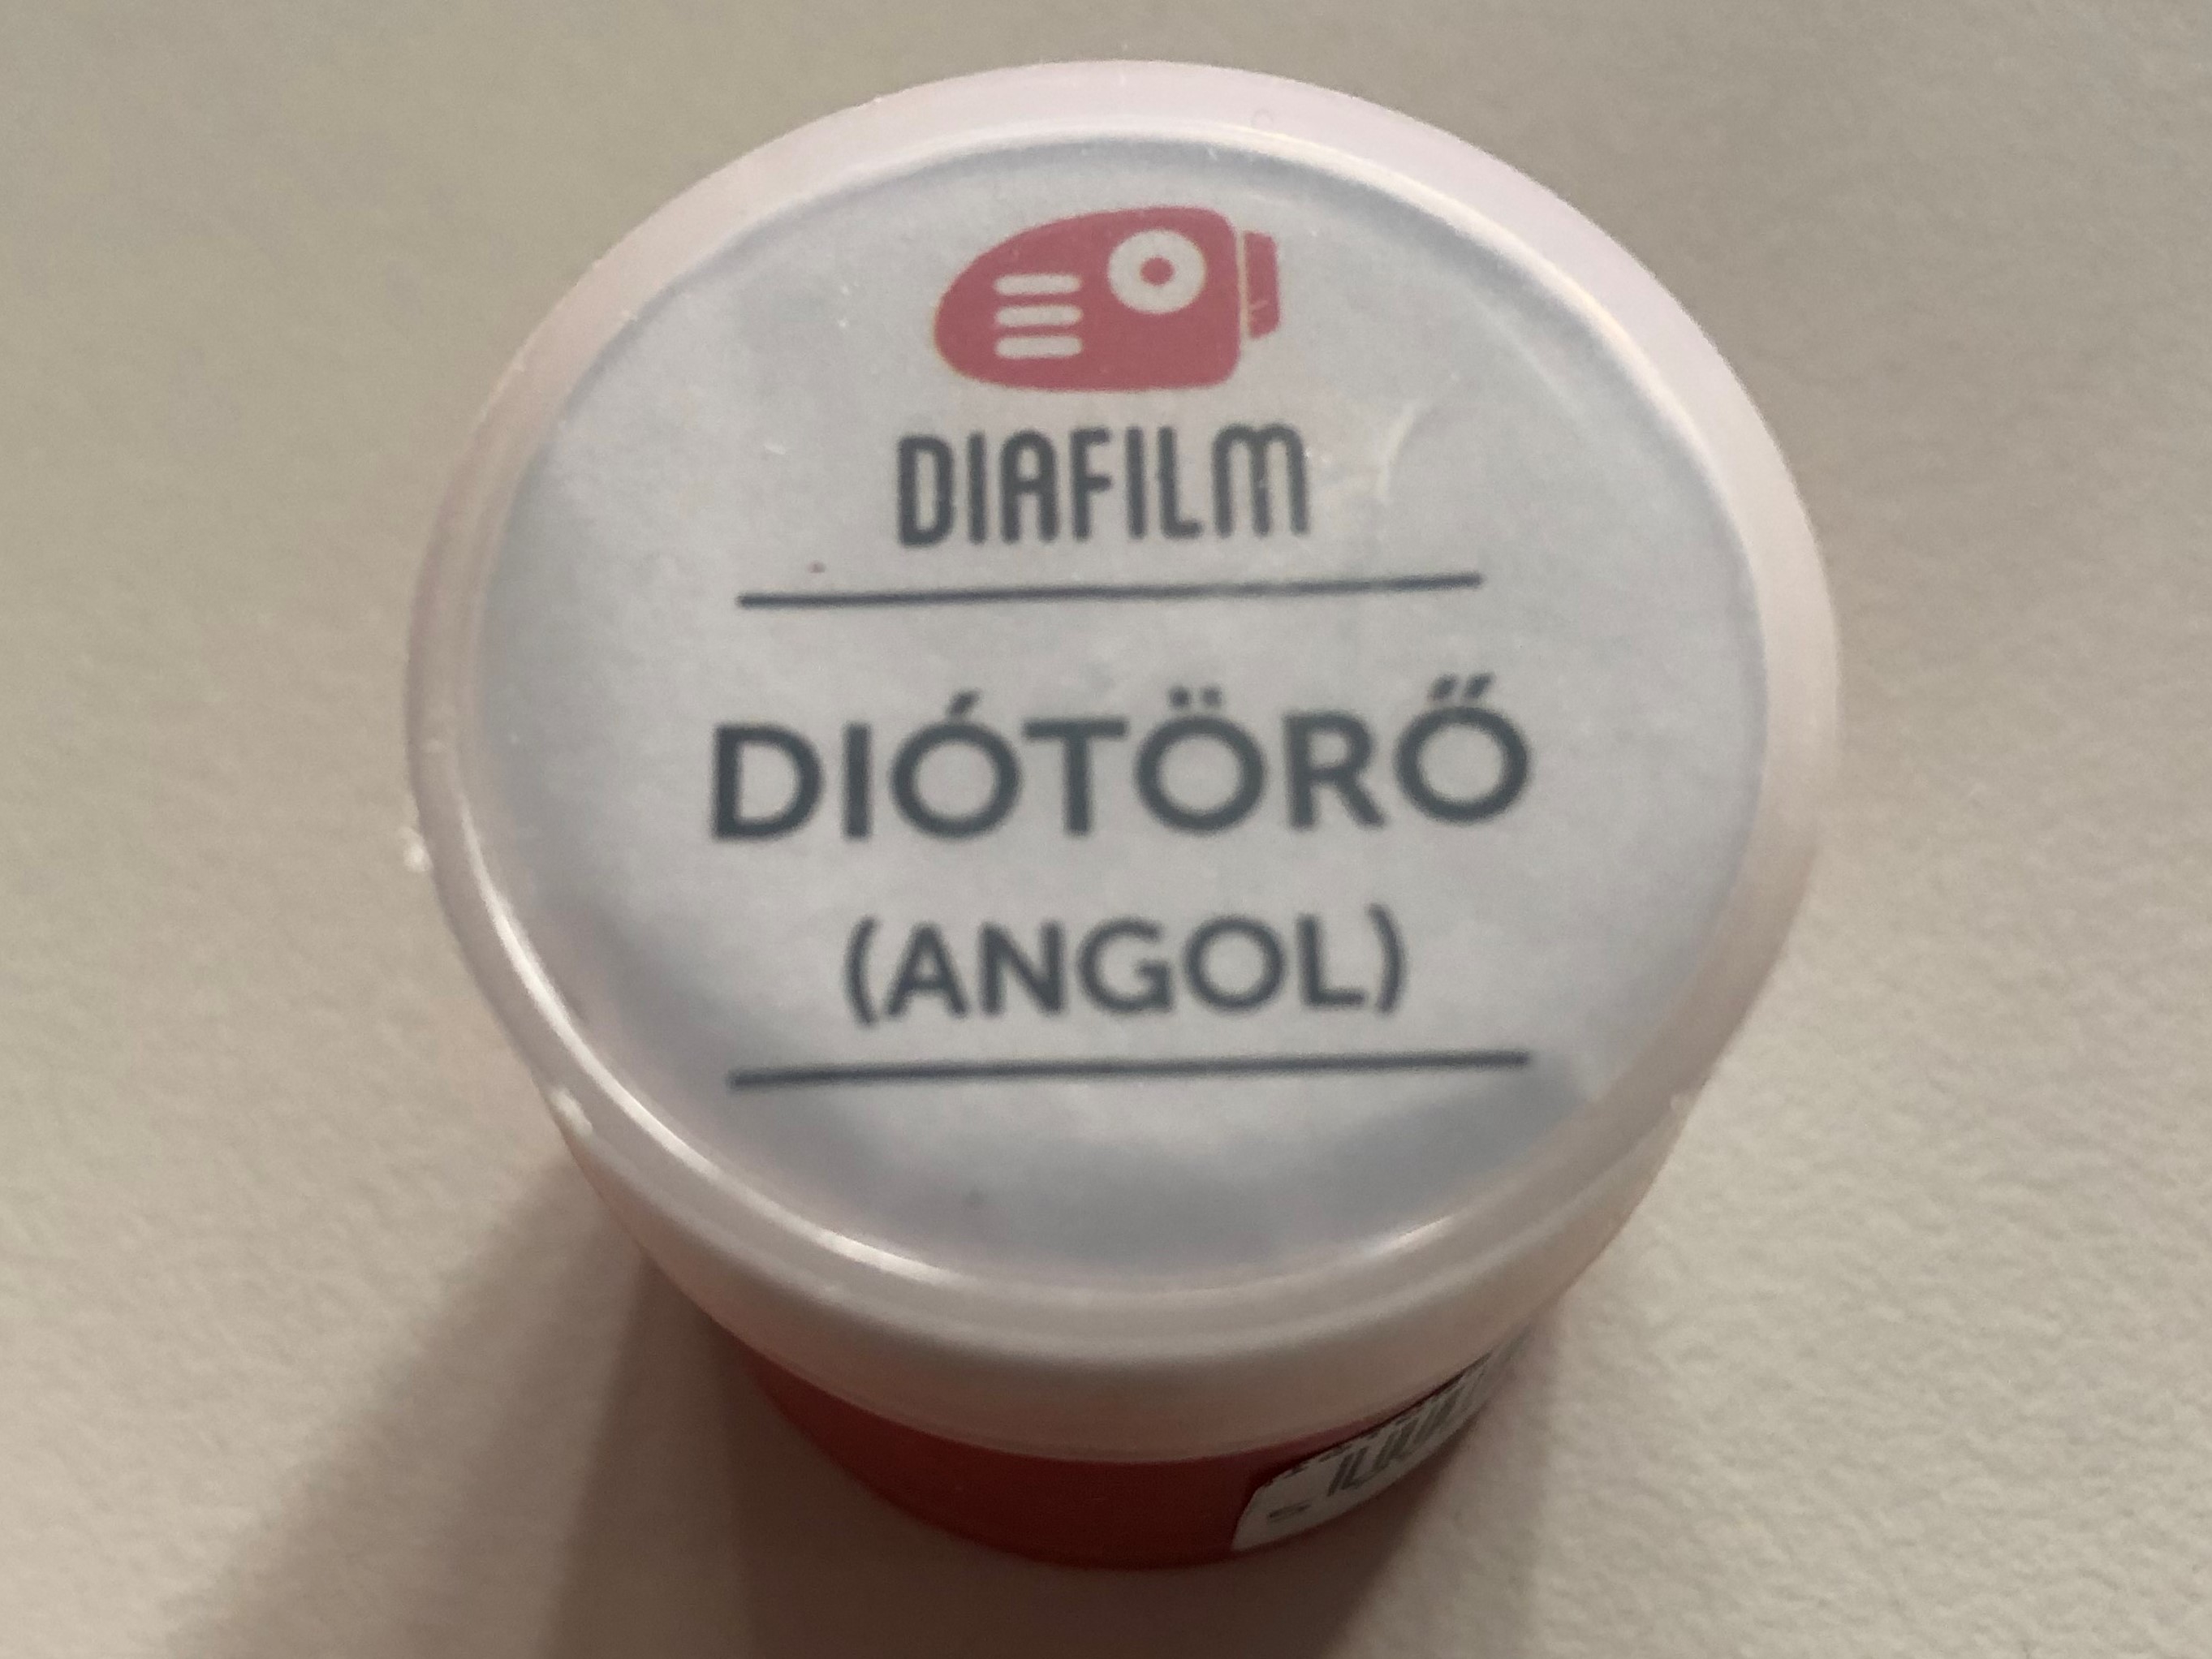 DIAFILM
DIÓTÖRŐ
(ANGOL)